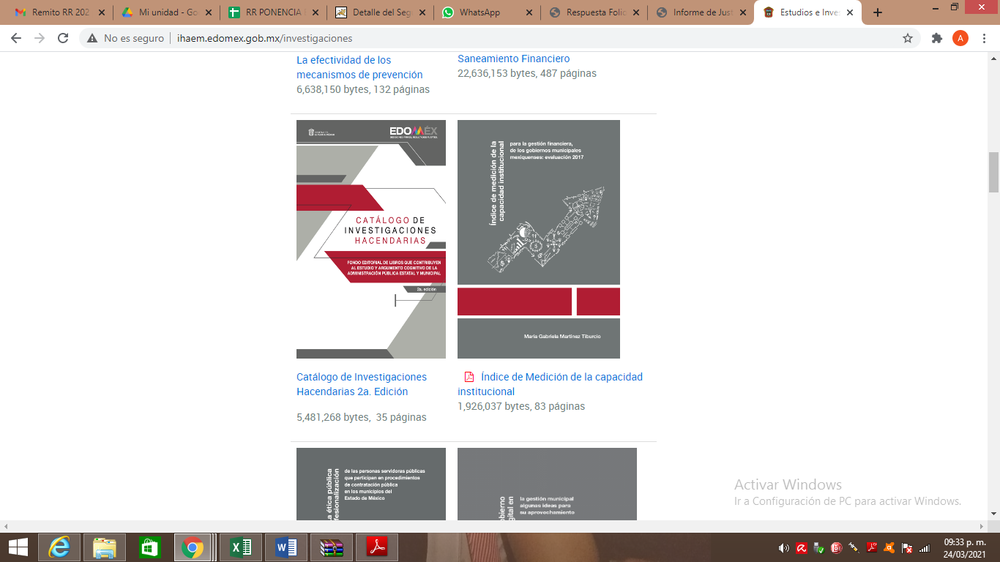 Remito RR 202
Mi unidad - Go
RR PONENCIA
Detalle del Seg
WhatsApp
Respuesta Folio
Informe de Just
Estudios e Inves
No es seguro
ihaem.edomex.gob.mx/investigaciones
A
La efectividad de los
mecanismos de prevención
6,638,150 bytes, 132 páginas
Saneamiento Financiero
22,636,153 bytes, 487 páginas
EDOMÉX
DECISIONES FIRMES, RESULTADOS FUERTES.
CATÁLOGO DE
INVESTIGACIONES
HACENDARIAS
FONDO EDITORIAL DE LIBROS QUE CONTRIBUYEN
AL ESTUDIO Y ARGUMENTO COGNITIVO DE LA
ADMINISTRACIÓN PÚBLICA ESTATAL Y MUNICIPAL
2a. edición
Índice de medición de la
capacidad institucional
para la gestión financiera,
de los gobiernos municipales
mexiquenses: evaluación 2017
María Gabriela Martínez Tiburcio
Catálogo de Investigaciones
Hacendarias 2a. Edición
5,481,268 bytes, 35 páginas
Índice de Medición de la capacidad
institucional
1,926,037 bytes, 83 páginas
a ética pública
fesionalización
de las personas servidoras públicas
que participan en procedimientos
de contratación pública
en los municipios del
Estado de México
obierno
gital en
la gestión municipal
algunas ideas para
su aprovechamiento
Activar Windows
Ir a Configuración de PC para activar Windows.
09:33 p. m.
24/03/2021